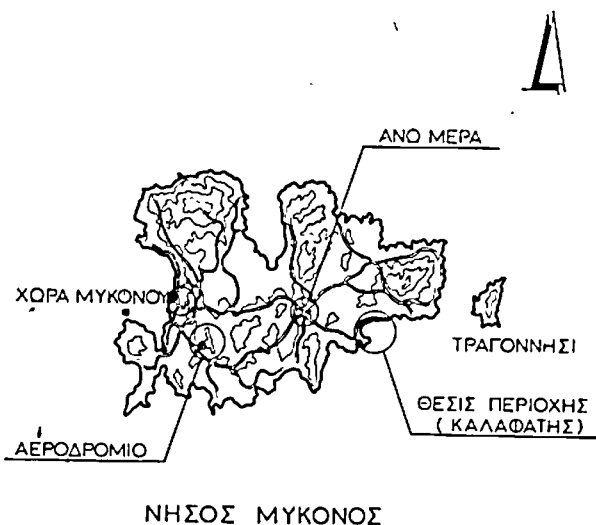 ΑΝΩ ΜΕΡΑ
ΧΩΡΑ ΜΥΚΟΝΟΥ
ΤΡΑΓΟΝΝΗΣΙ
ΘΕΣΙΣ ΠΕΡΙΟΧΗΣ
( ΚΑΛΑΦΑΤΗΣ )
ΑΕΡΟΔΡΟΜΙΟ
ΝΗΣΟΣ ΜΥΚΟΝΟΣ